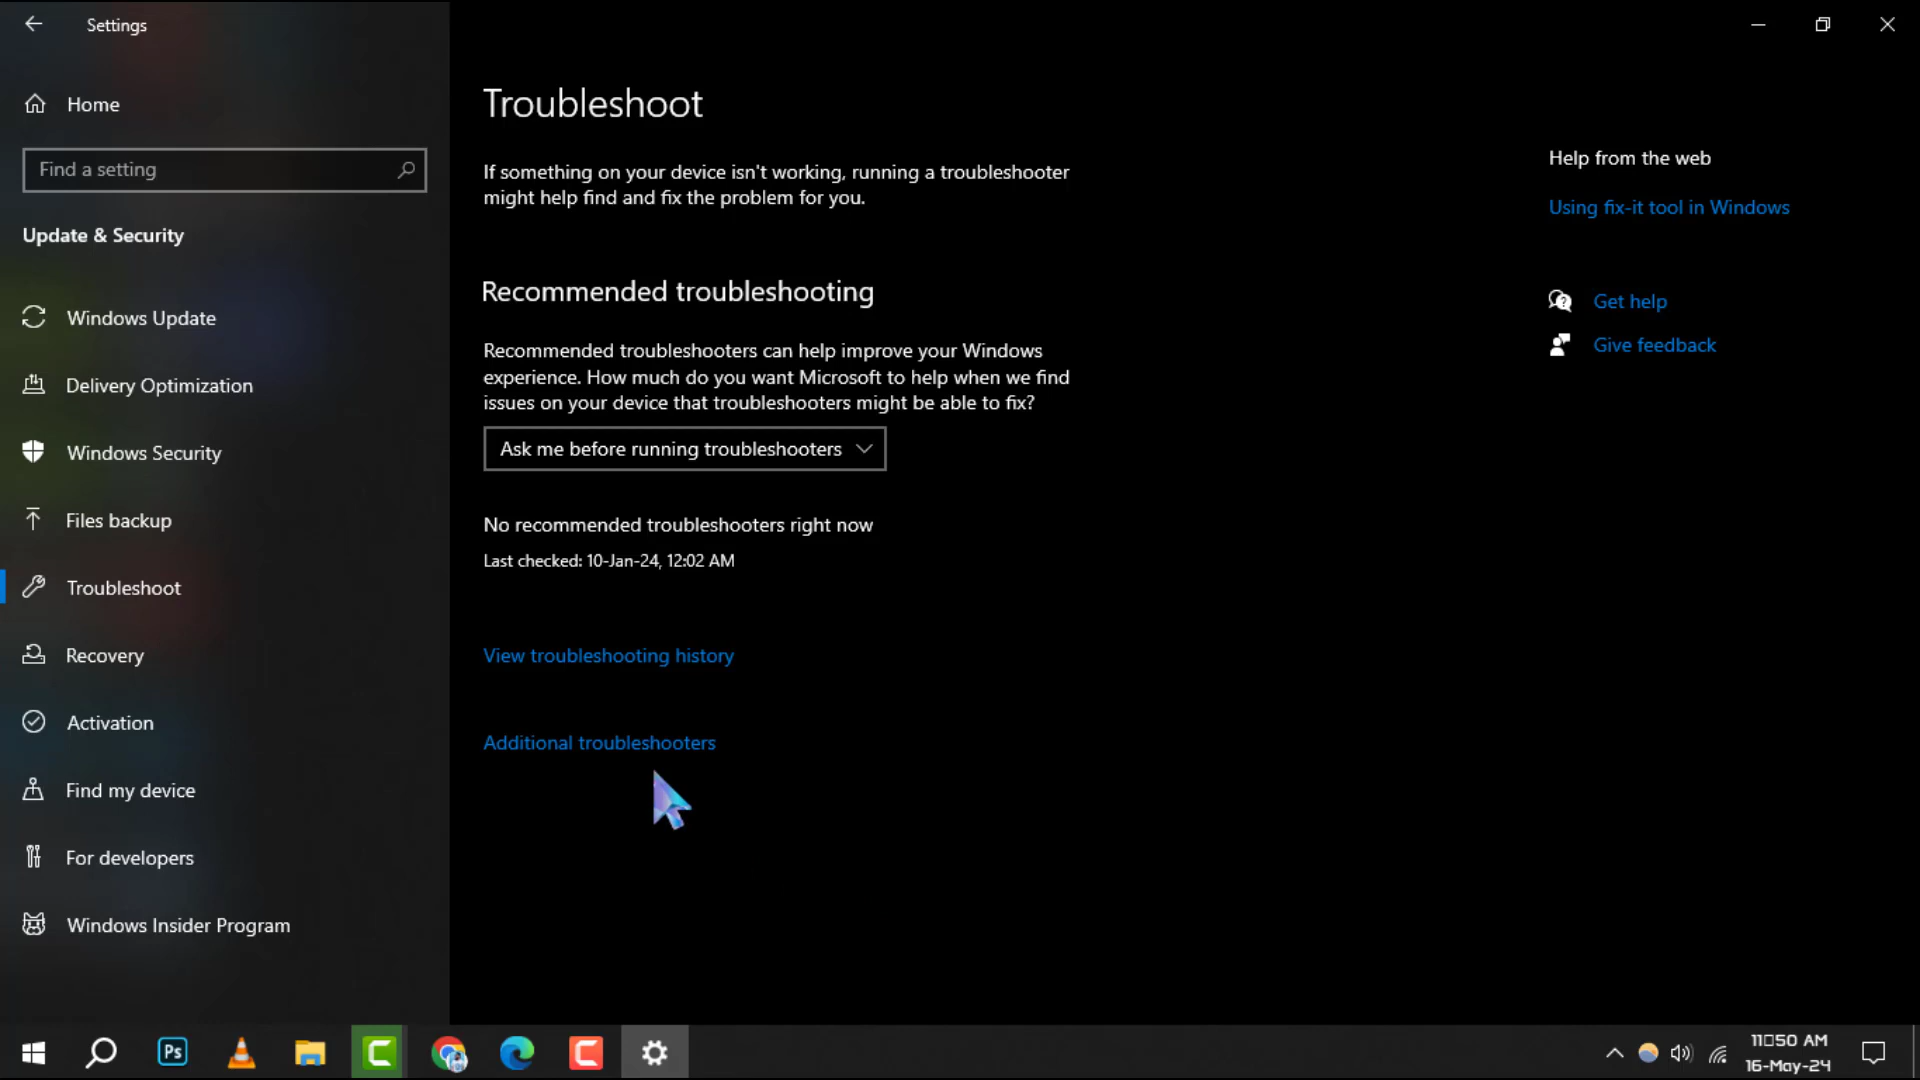 Settings
Home
Find a setting
Update & Security
Windows Update
Delivery Optimization
Windows Security
Files backup
Troubleshoot
Recovery
Activation
Find my device
For developers
Windows Insider Program
Troubleshoot
If something on your device isn't working, running a troubleshooter
might help find and fix the problem for you.
Recommended troubleshooting
Recommended troubleshooters can help improve your Windows
experience. How much do you want Microsoft to help when we find
issues on your device that troubleshooters might be able to fix?
Ask me before running troubleshooters
No recommended troubleshooters right now
Last checked: 10-Jan-24, 12:02 AM
View troubleshooting history
Additional troubleshooters
Help from the web
Using fix-it tool in Windows
Get help
Give feedback
Ps
11□50 AM
16-May-24